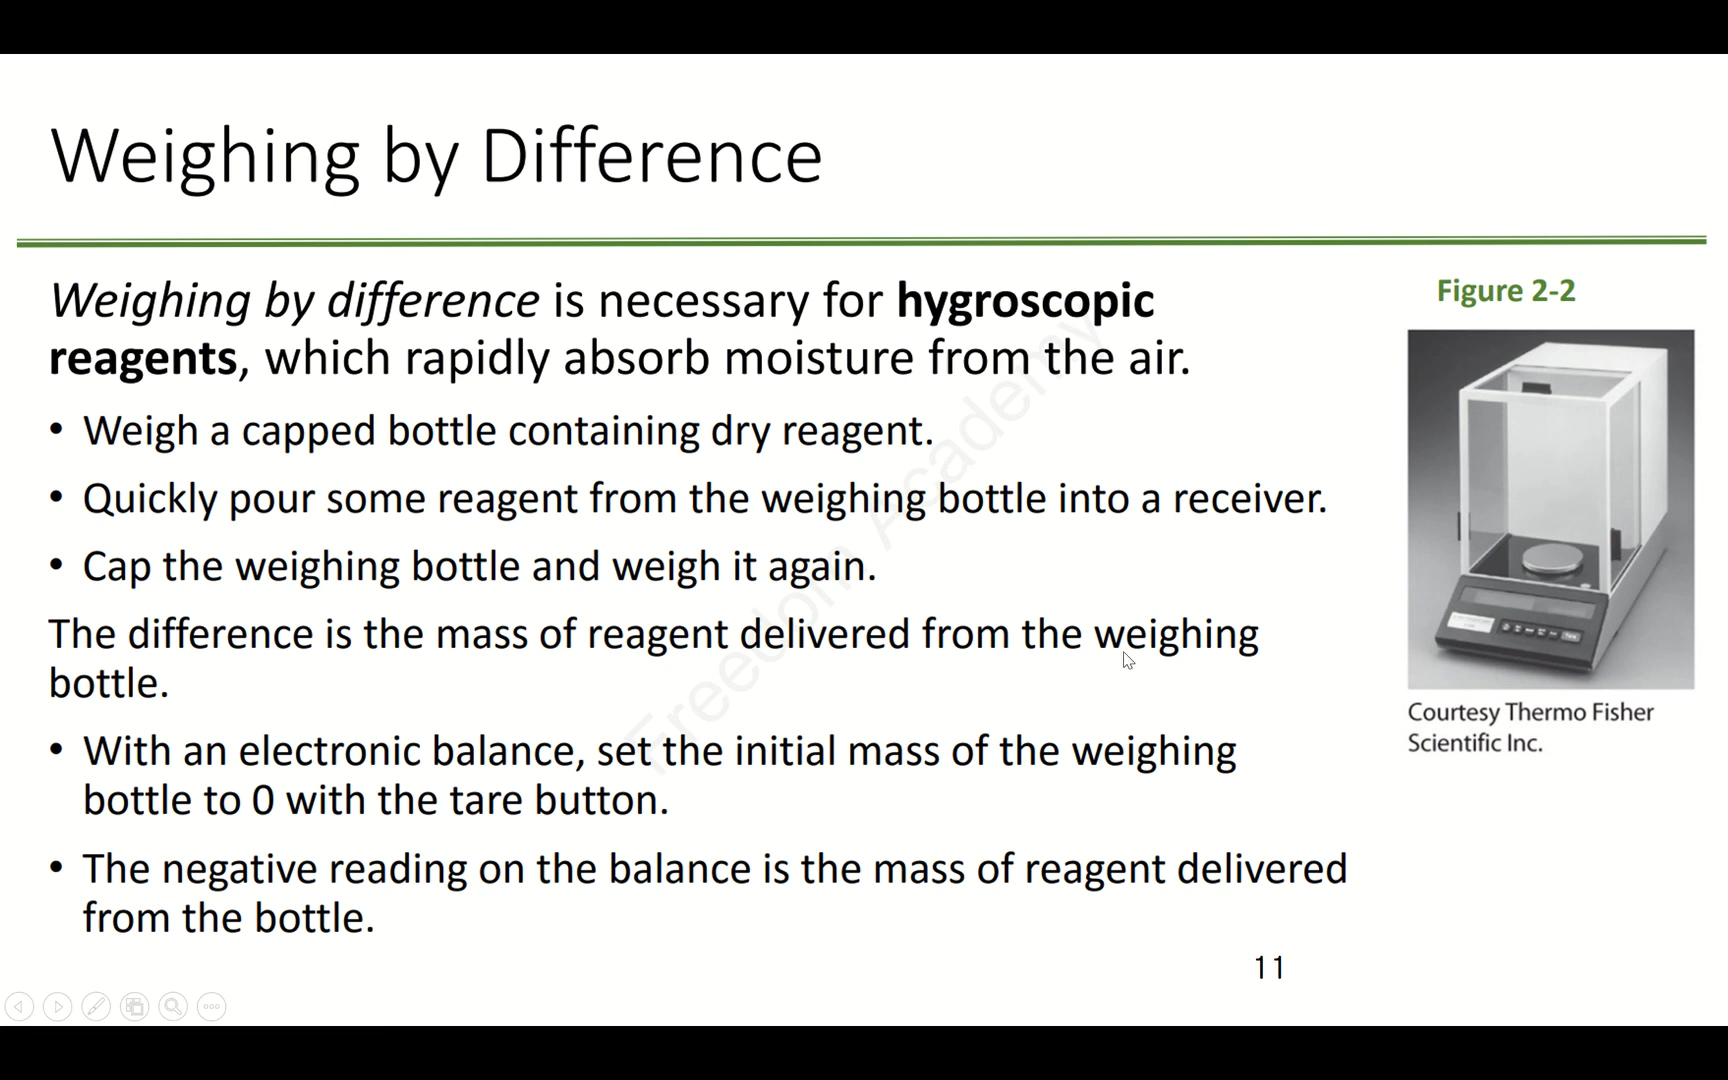 Weighing by Difference
Weighing by difference is necessary for hygroscopic
reagents, which rapidly absorb moisture from the air.
• Weigh a capped bottle containing dry reagent.
• Quickly pour some reagent from the weighing bottle into a receiver.
• Cap the weighing bottle and weigh it again.
The difference is the mass of reagent delivered from the weighing
bottle.
• With an electronic balance, set the initial mass of the weighing
bottle to 0 with the tare button.
• The negative reading on the balance is the mass of reagent delivered
from the bottle.
Figure 2-2
Courtesy Thermo Fisher
Scientific Inc.
11
Freedom Academy